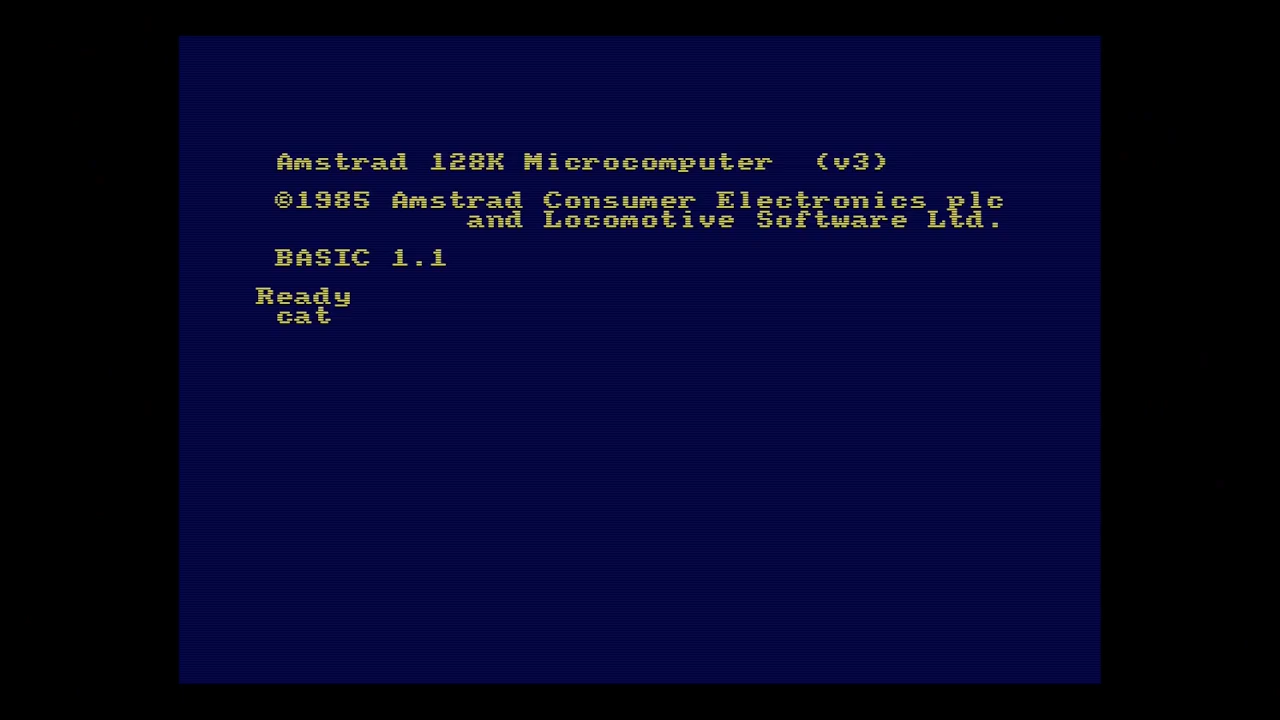 Amstrad 128K Microcomputer (v3)
©1985 Amstrad Consumer Electronics plc
and Locomotive Software Ltd.
BASIC 1.1
Ready
cat